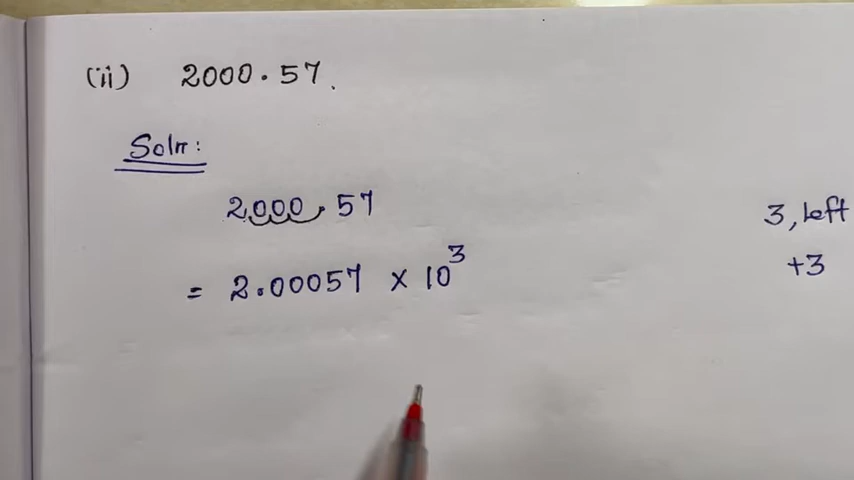 (ii) 2000.57.
Soln:
2000.57
3, left
= 2.00057 × 10³
+3